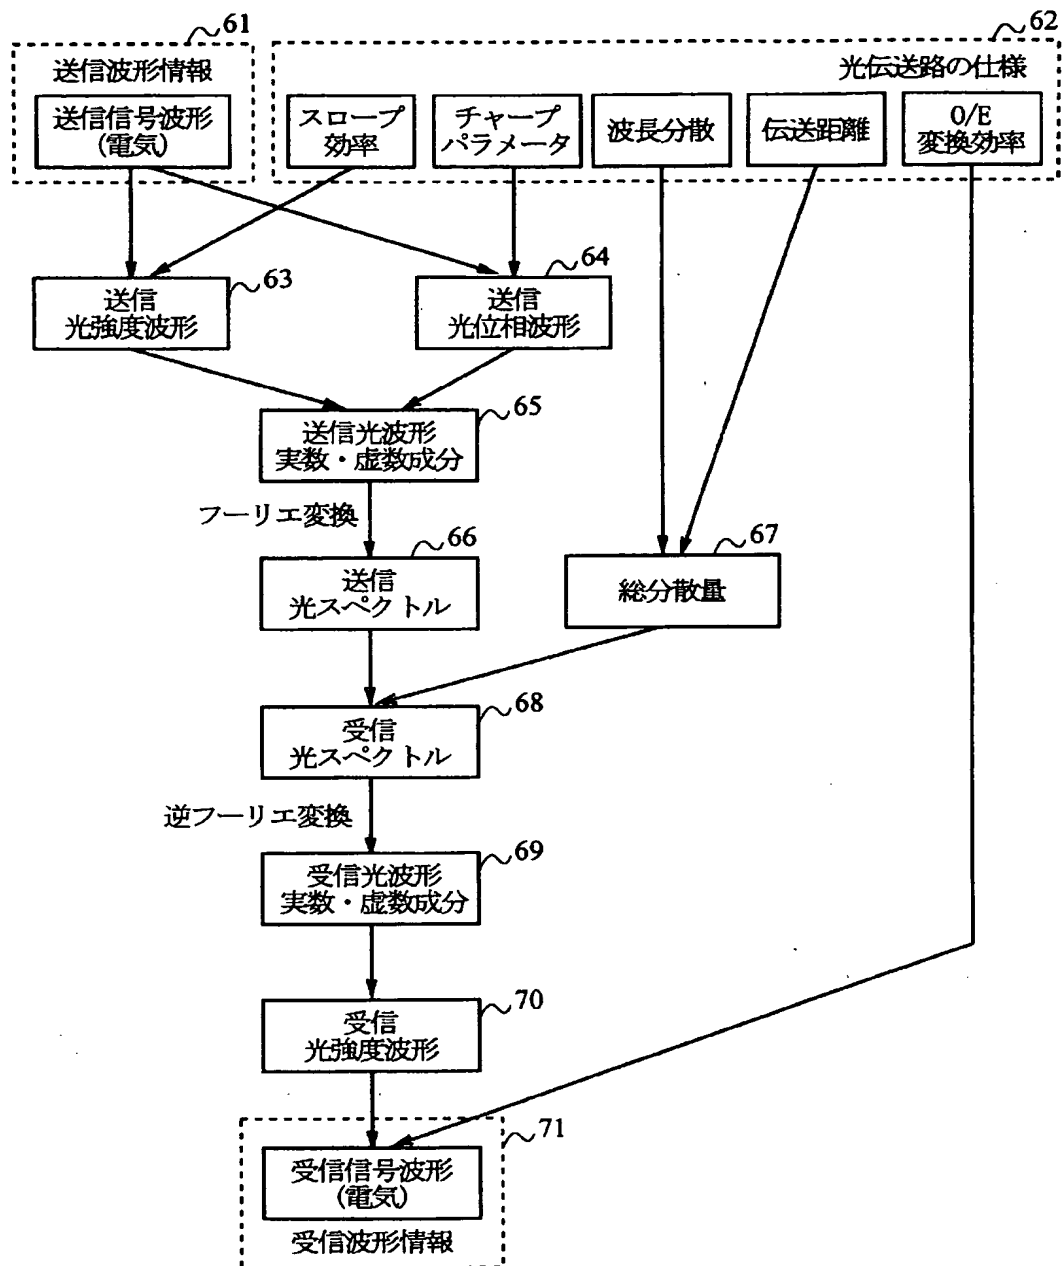 61
62
送信波形情報
光伝送路の仕様
送信信号波形
(電気)
スロープ
効率
チャープ
パラメータ
波長分散
伝送距離
O/E
変換効率
63
64
送信
光強度波形
送信
光位相波形
65
送信光波形
実数・虚数成分
フーリエ変換
66
67
送信
光スペクトル
総分散量
68
受信
光スペクトル
逆フーリエ変換
69
受信光波形
実数・虚数成分
70
受信
光強度波形
71
受信信号波形
(電気)
受信波形情報